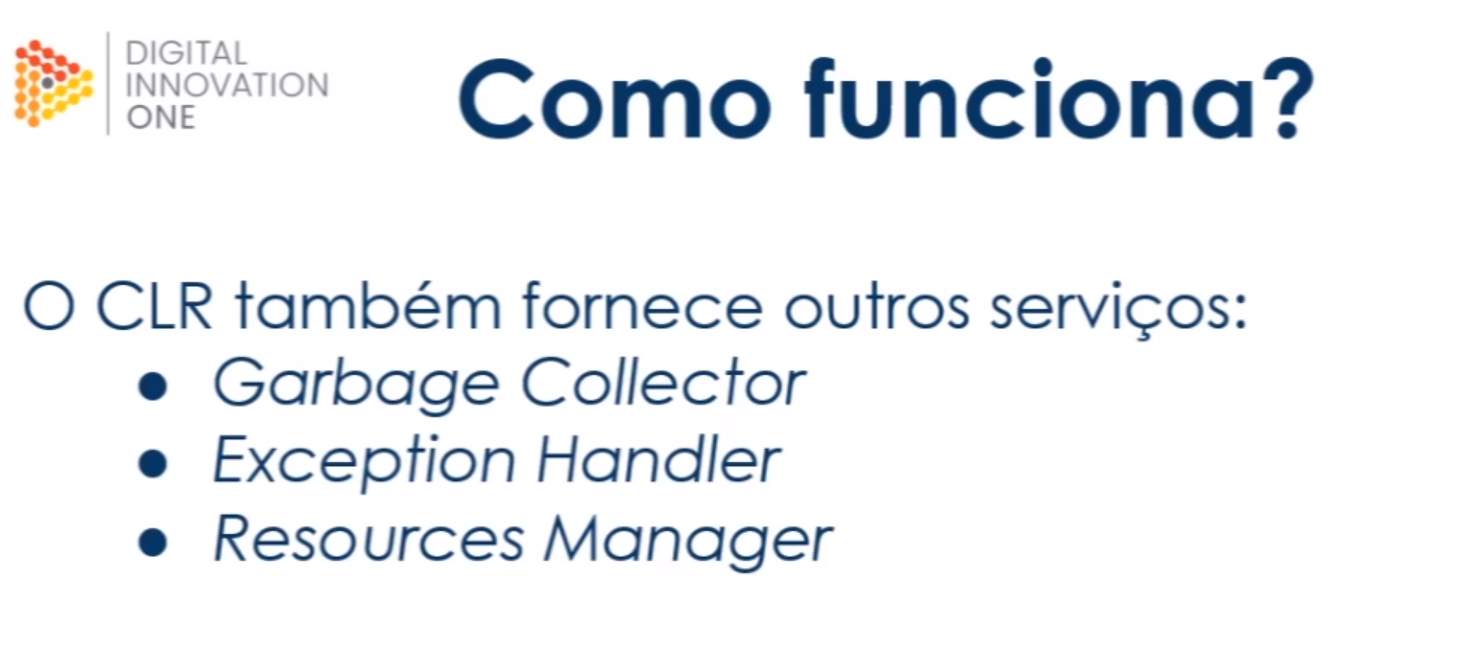 DIGITAL
INNOVATION
ONE
Como funciona?
O CLR também fornece outros serviços:
● Garbage Collector
● Exception Handler
● Resources Manager